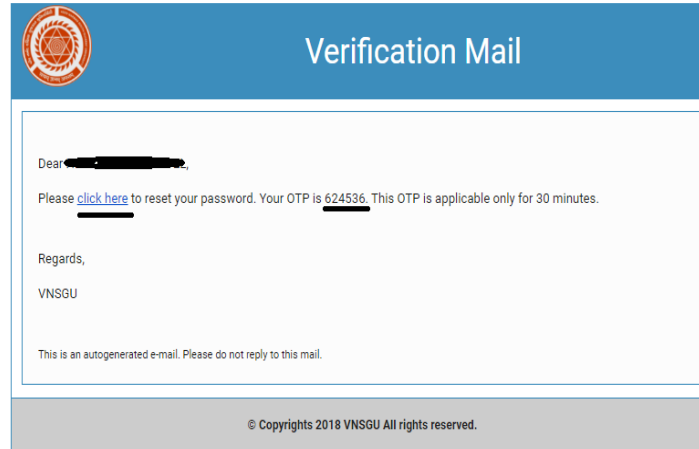 Verification Mail
Dear
Please click here to reset your password. Your OTP is 624536. This OTP is applicable only for 30 minutes.
Regards,
VNSGU
This is an autogenerated e-mail. Please do not reply to this mail.
© Copyrights 2018 VNSGU All rights reserved.